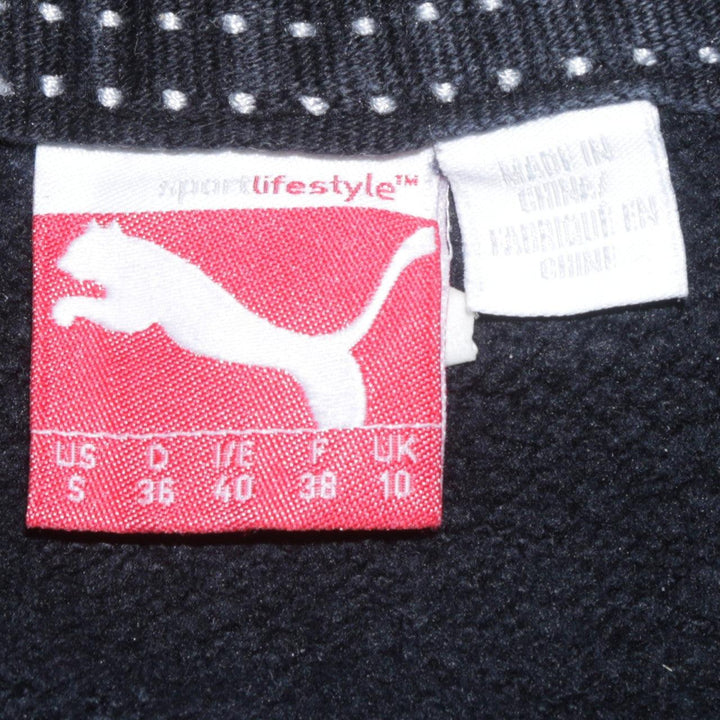 sportlifestyle™
MADE IN
CHINA/
FABRIQUÉ EN
CHINE
US D I/E F UK
S 36 40 38 10